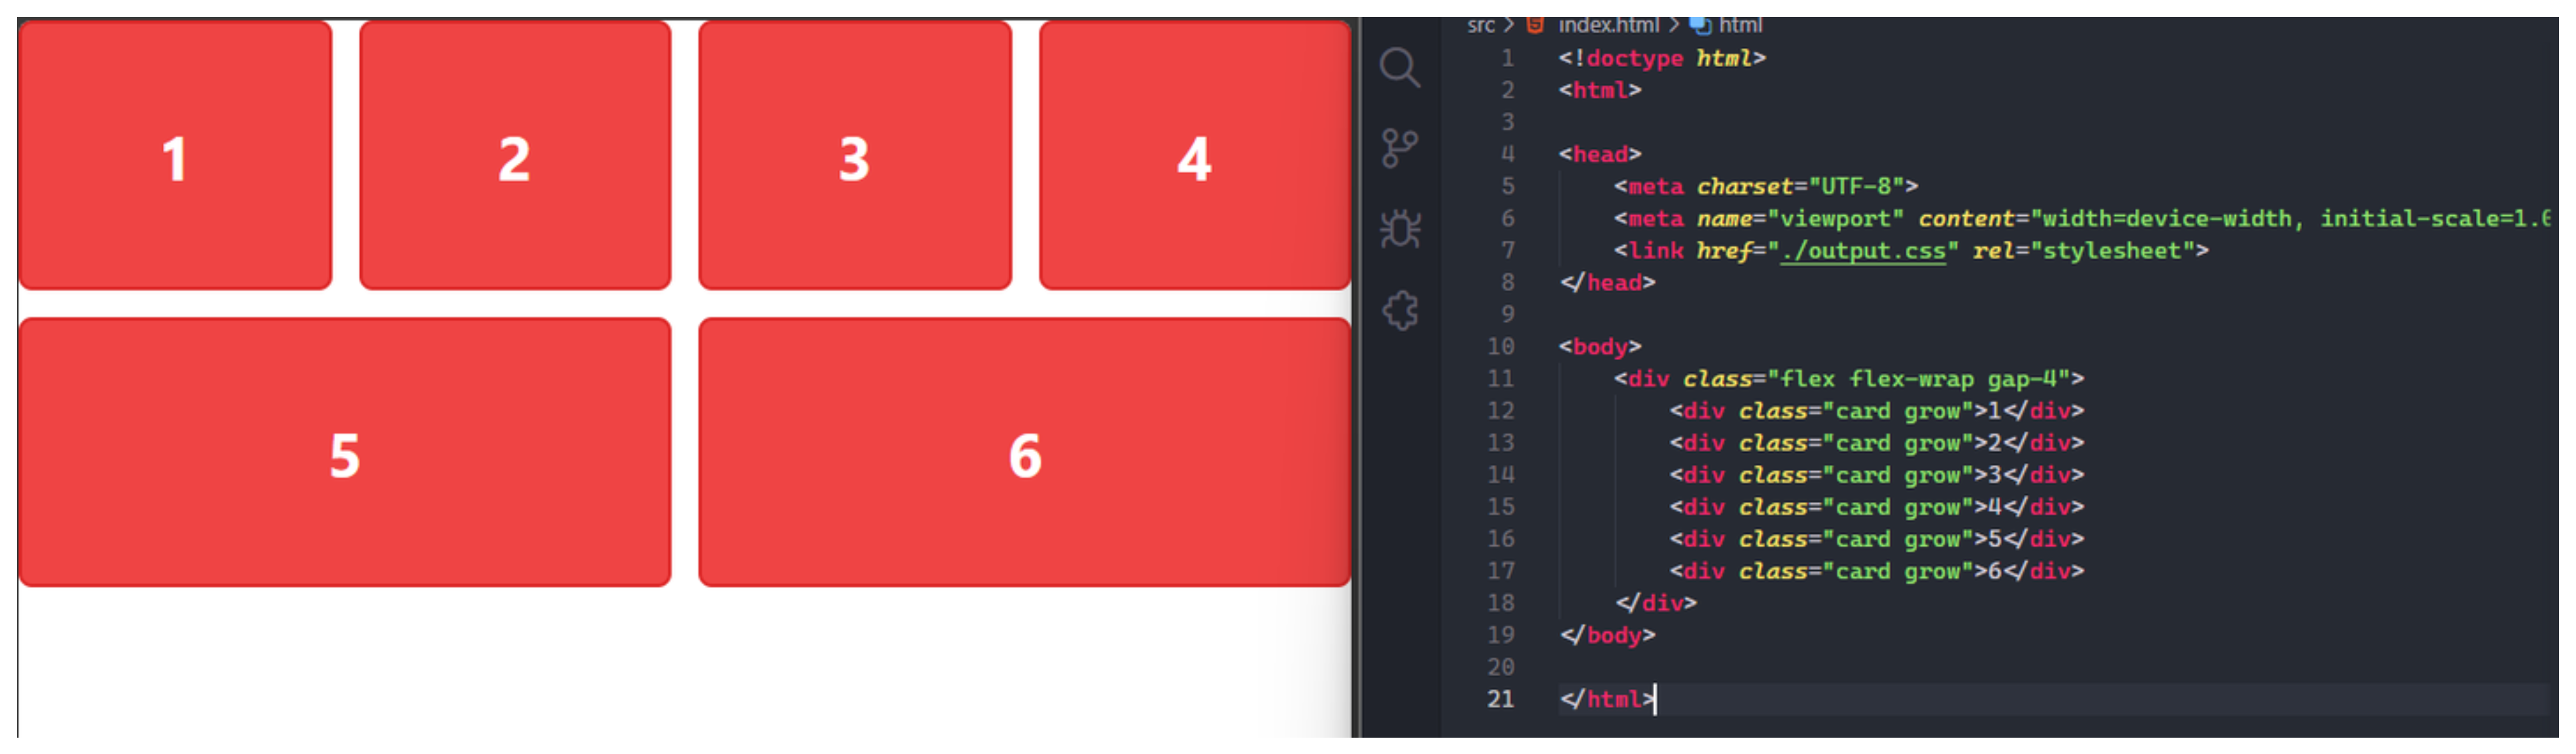 1 2 3 4
5 6
src > index.html > html
1 <!doctype html>
2 <html>
3
4 <head>
5     <meta charset="UTF-8">
6     <meta name="viewport" content="width=device-width, initial-scale=1.0
7     <link href="./output.css" rel="stylesheet">
8 </head>
9
10 <body>
11     <div class="flex flex-wrap gap-4">
12         <div class="card grow">1</div>
13         <div class="card grow">2</div>
14         <div class="card grow">3</div>
15         <div class="card grow">4</div>
16         <div class="card grow">5</div>
17         <div class="card grow">6</div>
18     </div>
19 </body>
20
21 </html>